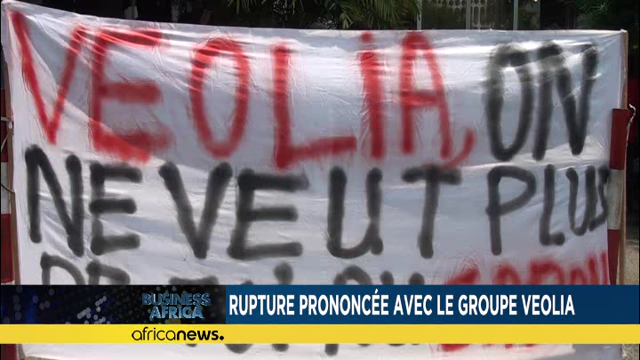 VEOLIA, ON
NE VEUT PLUS
BUSINESS
AFRICA
RUPTURE PRONONCÉE AVEC LE GROUPE VEOLIA
africanews.